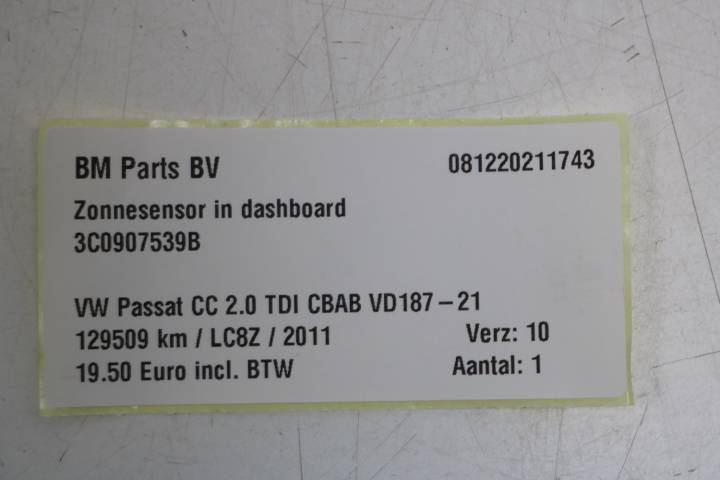 BM Parts BV 081220211743
Zonnesensor in dashboard
3C0907539B
VW Passat CC 2.0 TDI CBAB VD187-21
129509 km / LC8Z / 2011 Verz: 10
19.50 Euro incl. BTW Aantal: 1